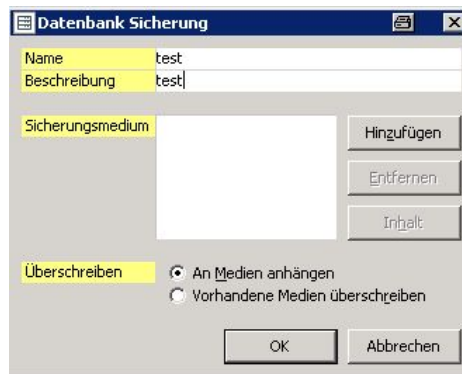 Datenbank Sicherung
Name test
Beschreibung test
Sicherungsmedium
Hinzufügen
Entfernen
Inhalt
Überschreiben An Medien anhängen
Vorhandene Medien überschreiben
OK Abbrechen